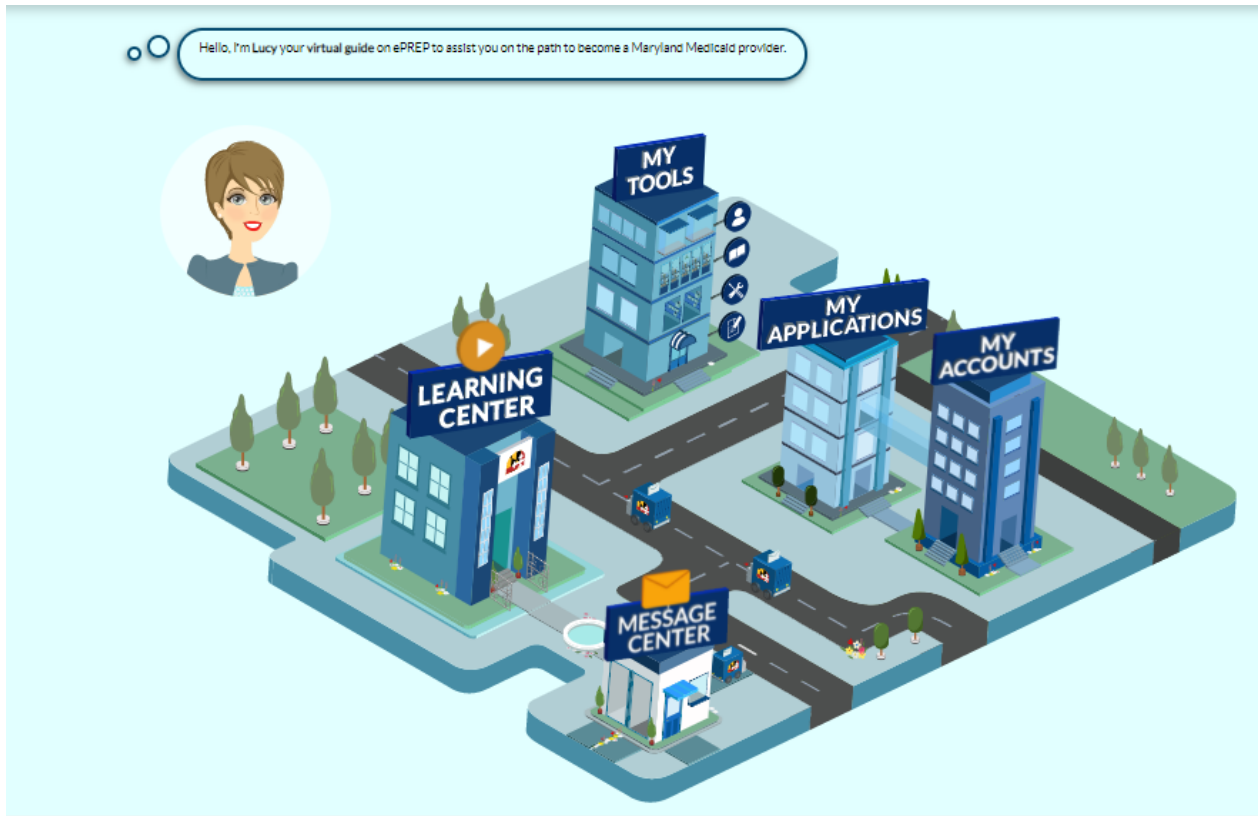 Hello, I'm Lucy your virtual guide on ePREP to assist you on the path to become a Maryland Medicaid provider.
MY
TOOLS
MY
APPLICATIONS
MY
ACCOUNTS
LEARNING
CENTER
MESSAGE
CENTER